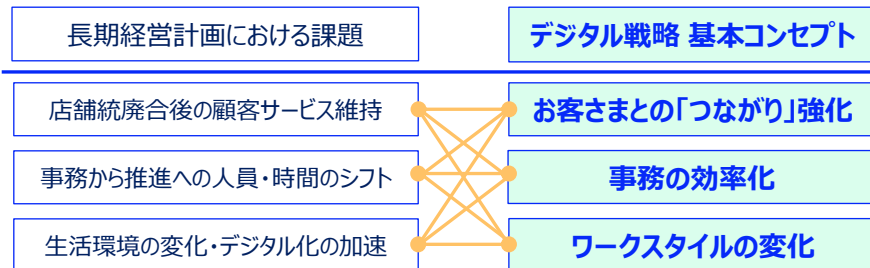 長期経営計画における課題
デジタル戦略 基本コンセプト
店舗統廃合後の顧客サービス維持
お客さまとの「つながり」強化
事務から推進への人員・時間のシフト
事務の効率化
生活環境の変化・デジタル化の加速
ワークスタイルの変化